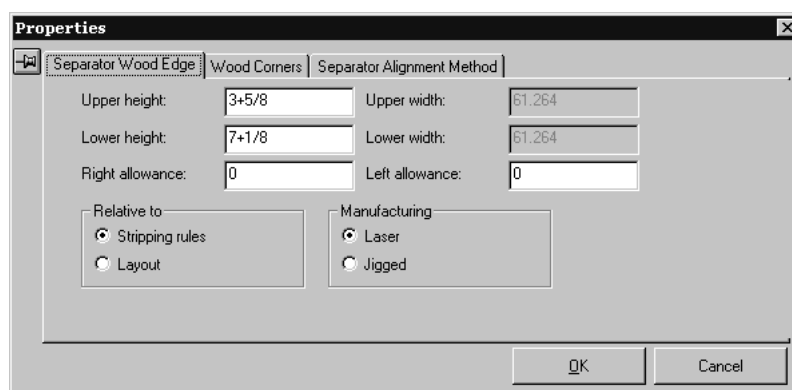 Properties
Separator Wood Edge Wood Corners Separator Alignment Method
Upper height: 3+5/8 Upper width: 61.264
Lower height: 7+1/8 Lower width: 61.264
Right allowance: 0 Left allowance: 0
Relative to Manufacturing
Stripping rules Laser
Layout Jigged
OK Cancel